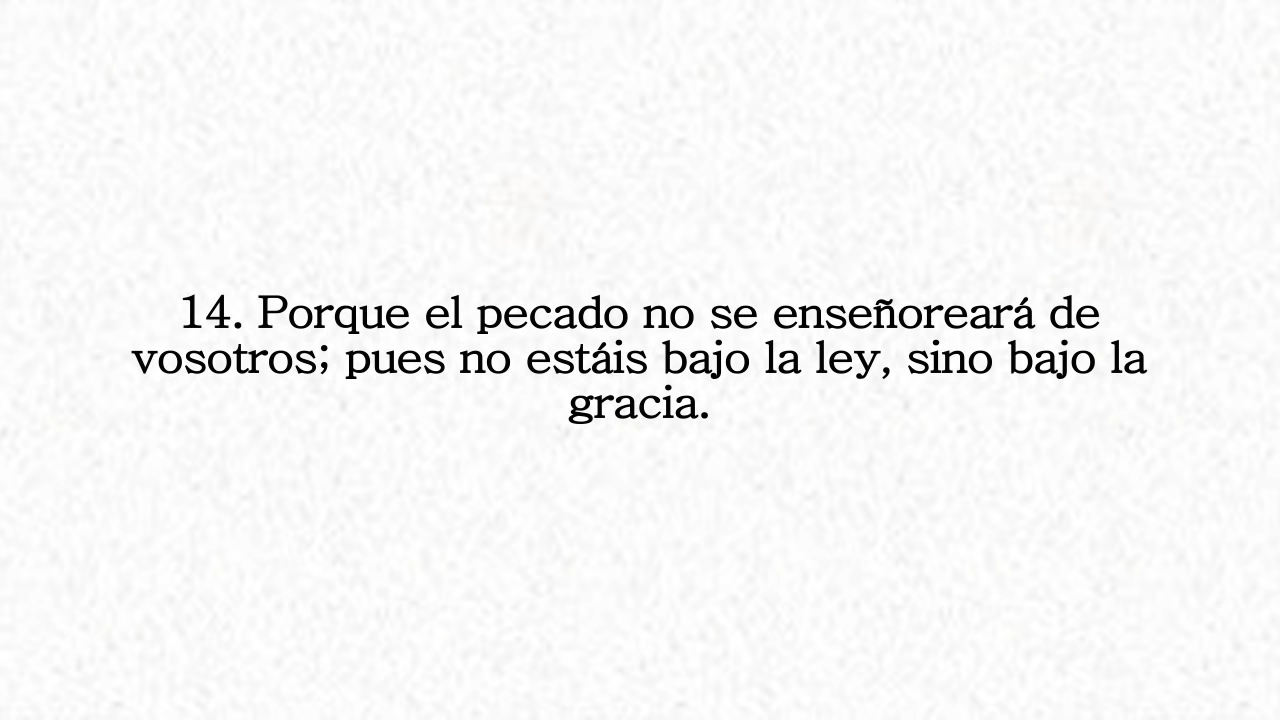 14. Porque el pecado no se enseñoreará de
vosotros; pues no estáis bajo la ley, sino bajo la
gracia.